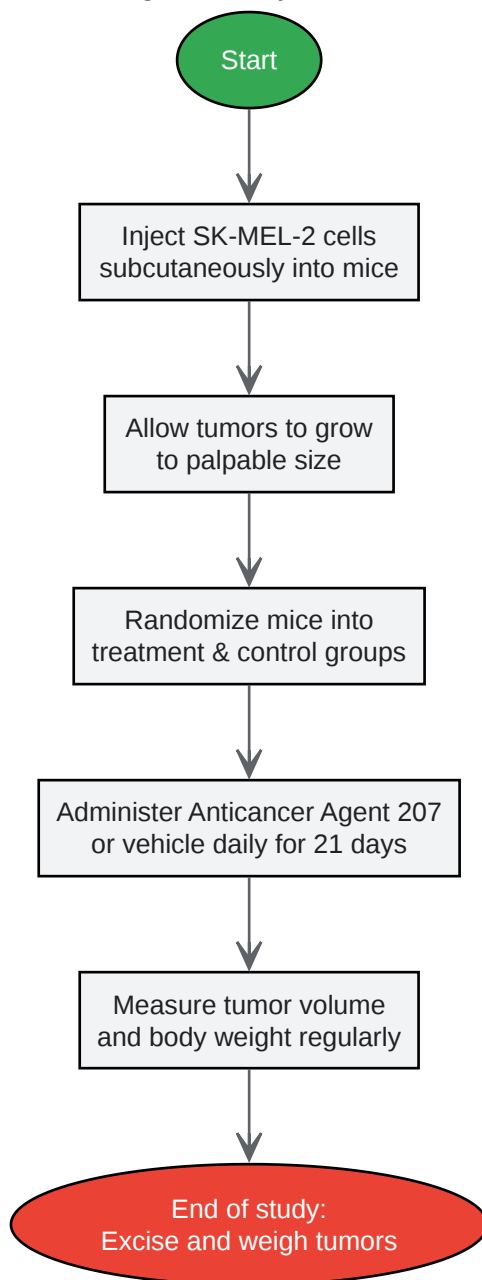 Start
Inject SK-MEL-2 cells
subcutaneously into mice
Allow tumors to grow
to palpable size
Randomize mice into
treatment & control groups
Administer Anticancer Agent 207
or vehicle daily for 21 days
Measure tumor volume
and body weight regularly
End of study:
Excise and weigh tumors